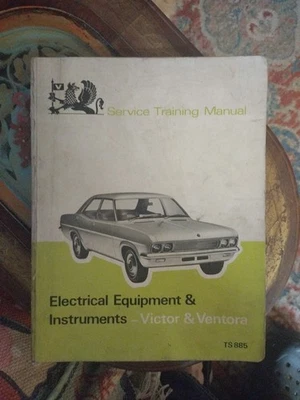 V
Service Training Manual
Electrical Equipment &
Instruments - Victor & Ventora
TS 885